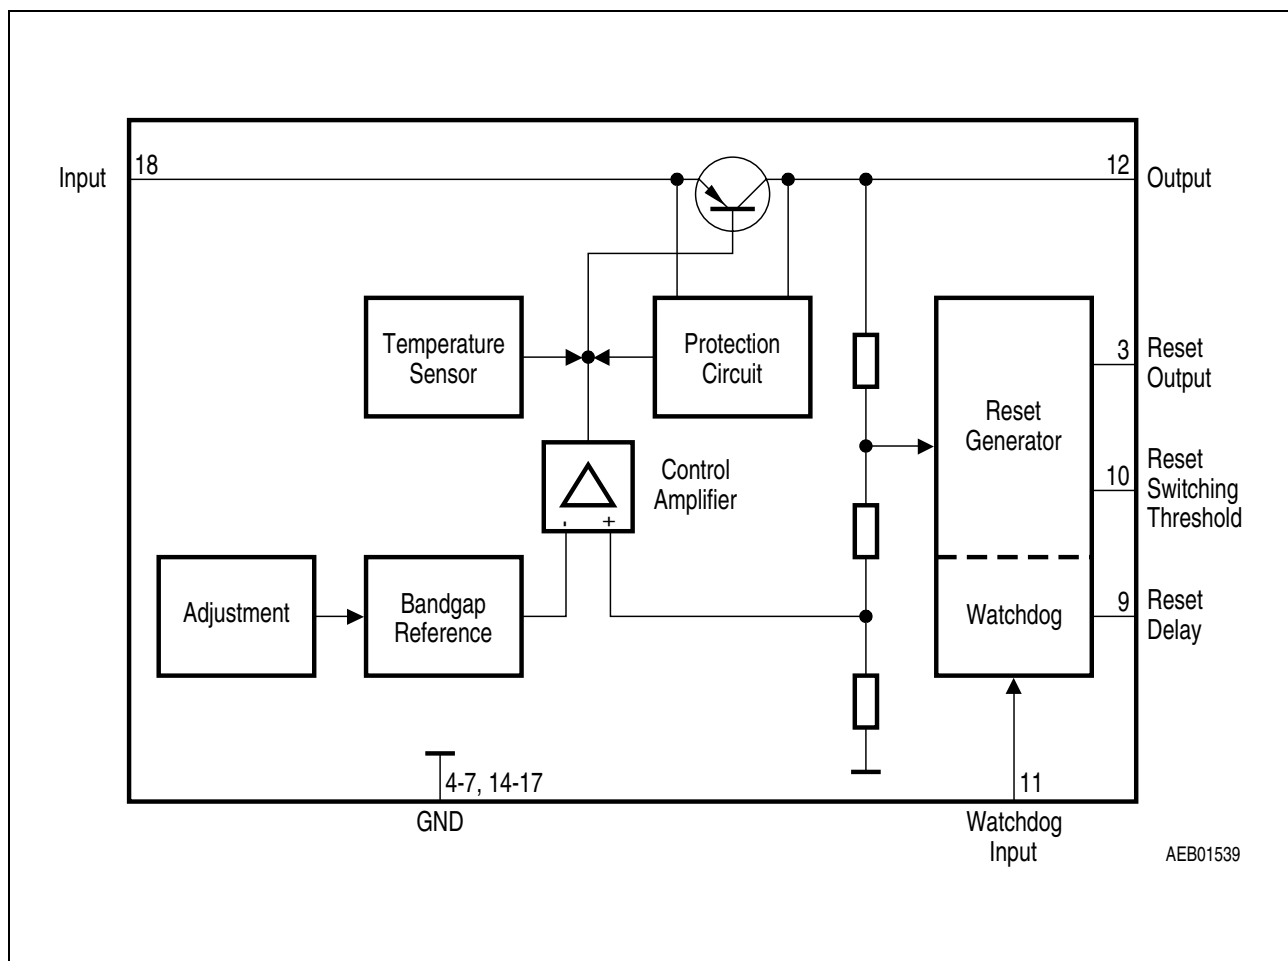 Input
18
12
Output
Temperature
Sensor
Protection
Circuit
3
Reset
Output
Reset
Generator
Control
Amplifier
10
Reset
Switching
Threshold
- +
Adjustment
Bandgap
Reference
Watchdog
9
Reset
Delay
4-7, 14-17
GND
11
Watchdog
Input
AEB01539